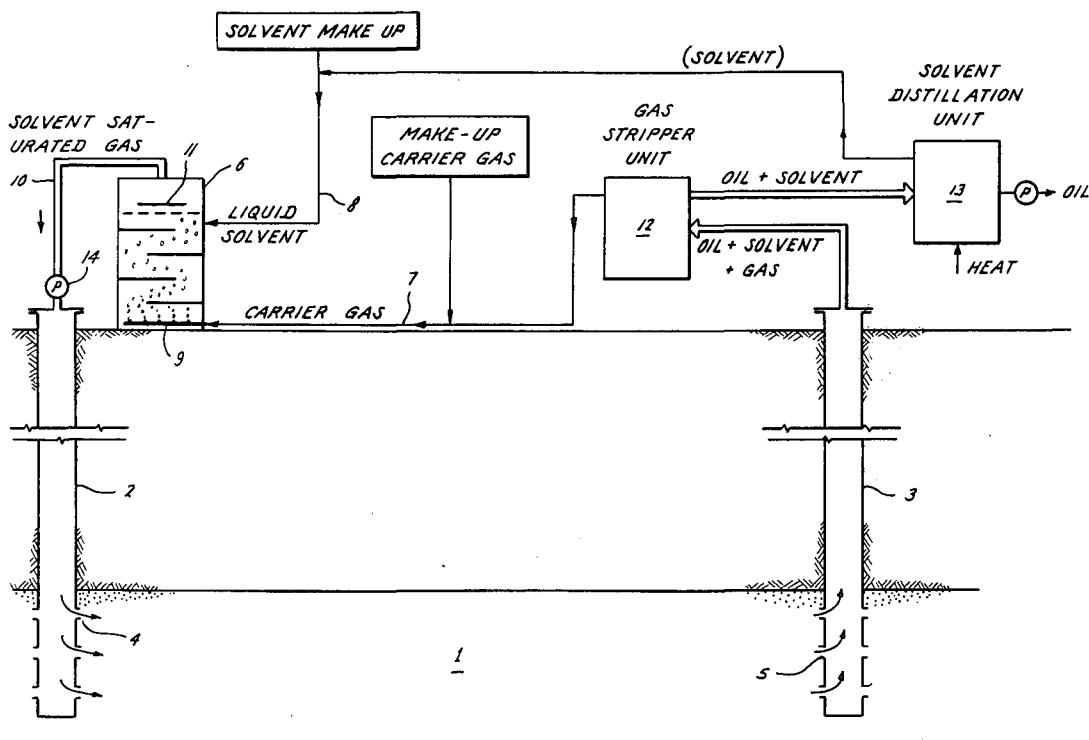 SOLVENT MAKE UP
(SOLVENT)
SOLVENT
DISTILLATION
UNIT
SOLVENT SAT-
URATED GAS
11
6
10
MAKE-UP
CARRIER GAS
GAS
STRIPPER
UNIT
8
LIQUID
SOLVENT
12
OIL + SOLVENT
13
P
OIL
OIL + SOLVENT
+ GAS
HEAT
14
P
7
CARRIER GAS
9
2
3
4
1
5